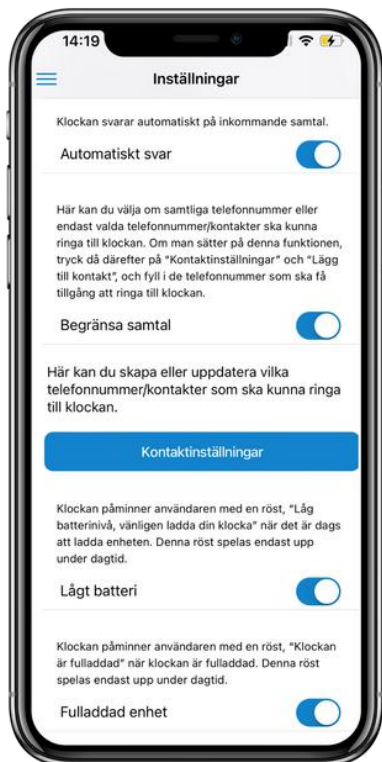 14:19
Inställningar
Klockan svarar automatiskt på inkommande samtal.
Automatiskt svar
Här kan du välja om samtliga telefonnummer eller
endast valda telefonnummer/kontakter ska kunna
ringa till klockan. Om man sätter på denna funktionen,
tryck då därefter på "Kontaktinställningar" och "Lägg
till kontakt", och fyll i de telefonnummer som ska få
tillgång att ringa till klockan.
Begränsa samtal
Här kan du skapa eller uppdatera vilka
telefonnummer/kontakter som ska kunna ringa
till klockan.
Kontaktinställningar
Klockan påminner användaren med en röst, "Låg
batterinivå, vänligen ladda din klocka" när det är dags
att ladda enheten. Denna röst spelas endast upp
under dagtid.
Lågt batteri
Klockan påminner användaren med en röst, "Klockan
är fulladdad" när klockan är fulladdad. Denna röst
spelas endast upp under dagtid.
Fulladdad enhet